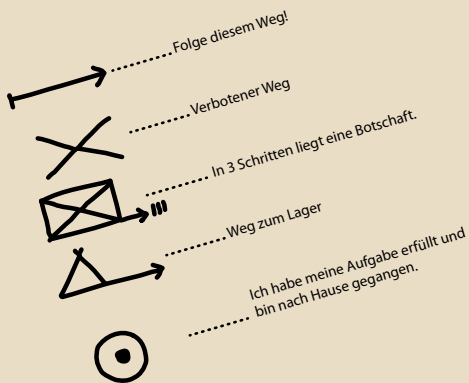 Folge diesem Weg!
Verbotener Weg
In 3 Schritten liegt eine Botschaft.
Weg zum Lager
Ich habe meine Aufgabe erfüllt und
bin nach Hause gegangen.